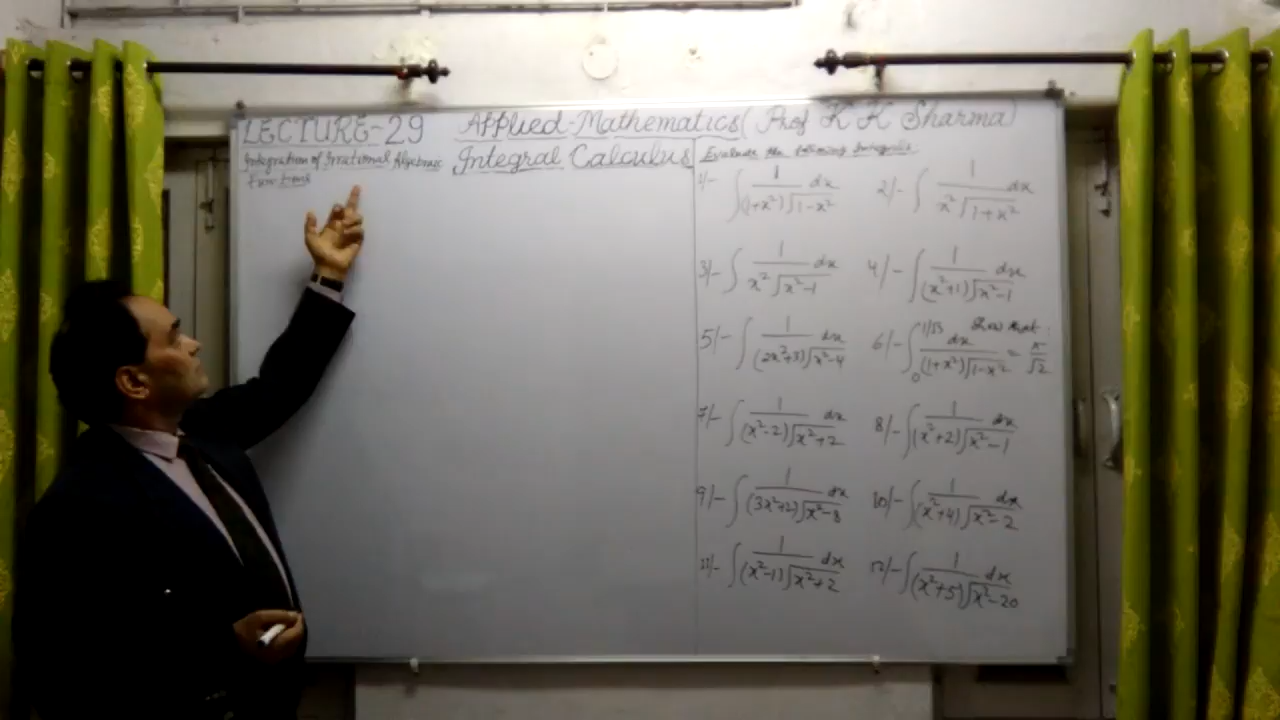 LECTURE-29 Applied-Mathematics( Prof K K Sharma)
Integration of Irrational Algebraic Functions
Integral Calculus
Evaluate the following Integrals
1/- ∫ 1/((1+x²)√(1-x²)) dx
2/- ∫ 1/(x²√(1+x²)) dx
3/- ∫ 1/(x²√(x²-1)) dx
4/- ∫ 1/((x²+1)√(x²-1)) dx
5/- ∫ 1/((2x²+3)√(x²-4)) dx
6/- ∫₀^(1/√3) dx/((1+x²)√(1-x²)) = π/√2 Show that
7/- ∫ 1/((x²-2)√(x²+2)) dx
8/- ∫ 1/((x²+2)√(x²-1)) dx
9/- ∫ 1/((3x²+2)√(x²-8)) dx
10/- ∫ 1/((x²+4)√(x²-2)) dx
11/- ∫ 1/((x²-1)√(x²+2)) dx
12/- ∫ 1/((x²+5)√(x²-20)) dx